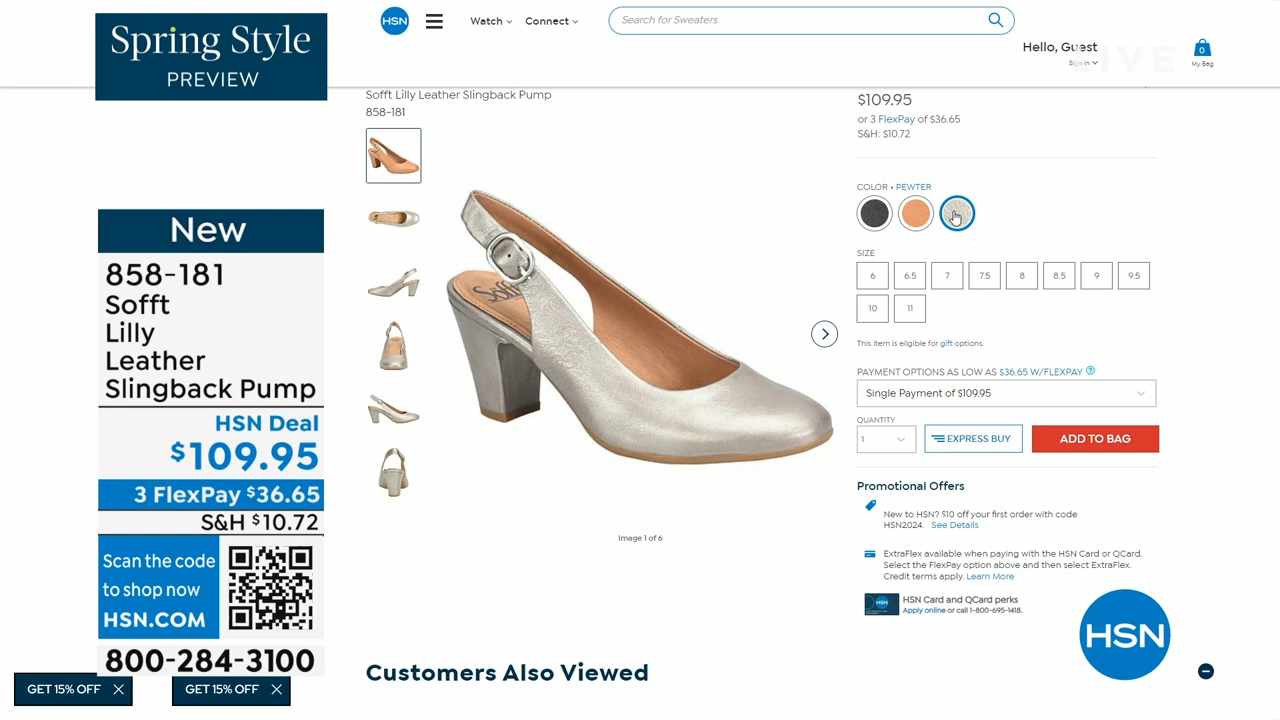 Spring Style
PREVIEW
HSN
Watch
Connect
Search for Sweaters
Hello, Guest
Sign In
LIVE
0
My Bag
Sofft Lilly Leather Slingback Pump
858-181
$109.95
or 3 FlexPay of $36.65
S&H: $10.72
COLOR • PEWTER
SIZE
6 6.5 7 7.5 8 8.5 9 9.5
10 11
This item is eligible for gift options.
PAYMENT OPTIONS AS LOW AS $36.65 W/FLEXPAY ?
Single Payment of $109.95
QUANTITY
1
EXPRESS BUY
ADD TO BAG
Promotional Offers
New to HSN? $10 off your first order with code
HSN2024. See Details
ExtraFlex available when paying with the HSN Card or QCard.
Select the FlexPay option above and then select ExtraFlex.
Credit terms apply. Learn More
HSN
HSN Card and QCard perks
Apply online or call 1-800-695-1418.
Sofft
Image 1 of 6
New
858-181
Sofft
Lilly
Leather
Slingback Pump
HSN Deal
$109.95
3 FlexPay $36.65
S&H $10.72
Scan the code
to shop now
HSN.COM
800-284-3100
GET 15% OFF
GET 15% OFF
Customers Also Viewed
HSN